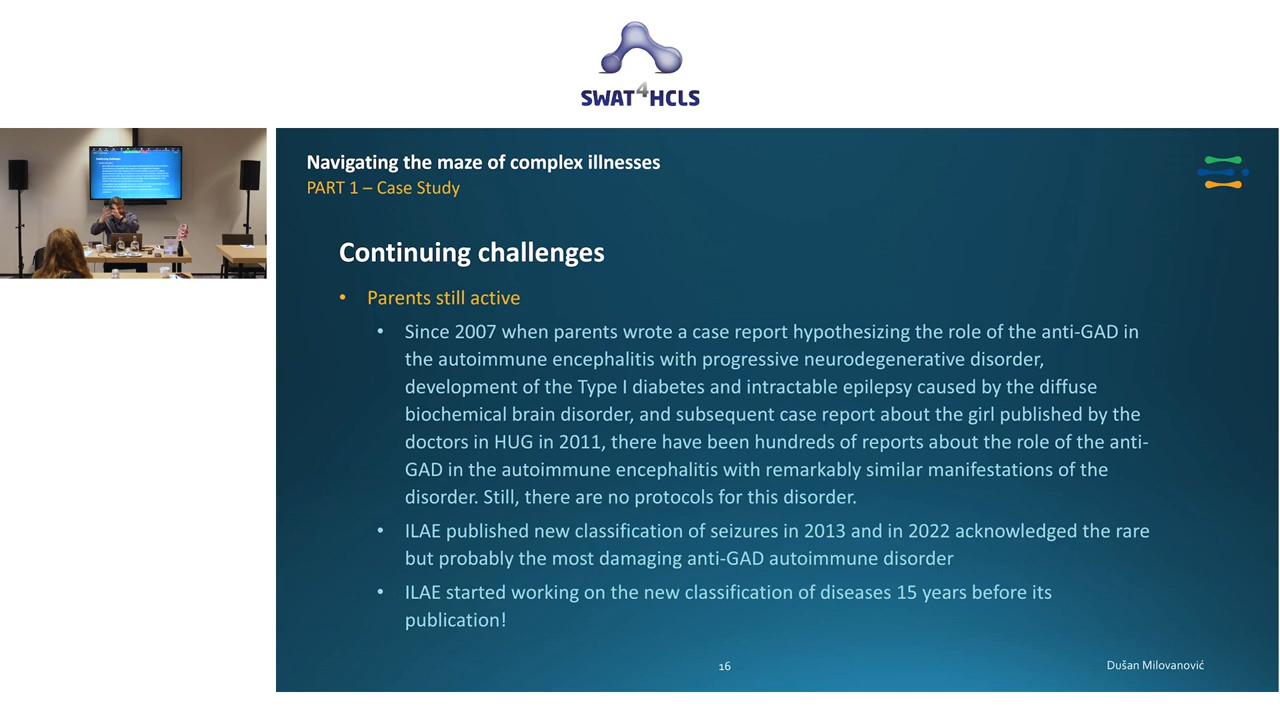 SWAT4HCLS
Navigating the maze of complex illnesses
PART 1 – Case Study
Continuing challenges
• Parents still active
• Since 2007 when parents wrote a case report hypothesizing the role of the anti-GAD in
the autoimmune encephalitis with progressive neurodegenerative disorder,
development of the Type I diabetes and intractable epilepsy caused by the diffuse
biochemical brain disorder, and subsequent case report about the girl published by the
doctors in HUG in 2011, there have been hundreds of reports about the role of the anti-
GAD in the autoimmune encephalitis with remarkably similar manifestations of the
disorder. Still, there are no protocols for this disorder.
• ILAE published new classification of seizures in 2013 and in 2022 acknowledged the rare
but probably the most damaging anti-GAD autoimmune disorder
• ILAE started working on the new classification of diseases 15 years before its
publication!
16
Dušan Milovanović